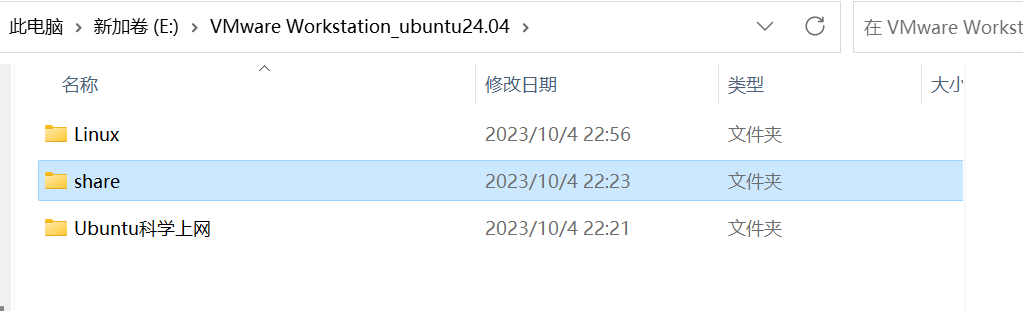 此电脑 > 新加卷 (E:) > VMware Workstation_ubuntu24.04 >
在 VMware Workst
名称 修改日期 类型 大小
Linux 2023/10/4 22:56 文件夹
share 2023/10/4 22:23 文件夹
Ubuntu科学上网 2023/10/4 22:21 文件夹